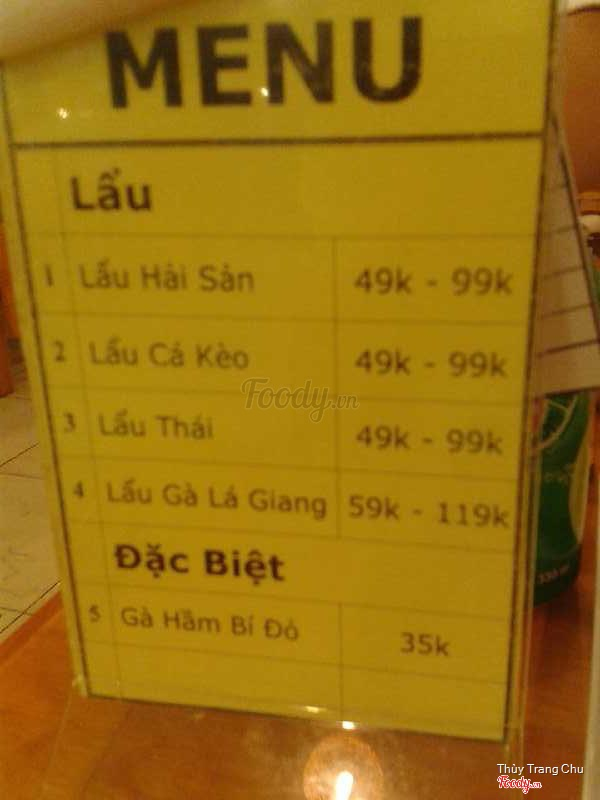 MENU
Lẩu
1 Lẩu Hải Sản 49k - 99k
2 Lẩu Cá Kèo 49k - 99k
Foody.vn
3 Lẩu Thái 49k - 99k
4 Lẩu Gà Lá Giang 59k - 119k
Đặc Biệt
5 Gà Hầm Bí Đỏ 35k
330 ml
Thùy Trang Chu
Foody.vn